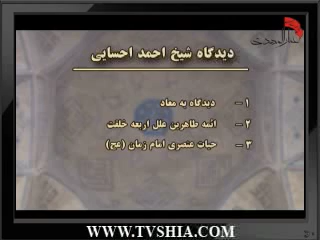 دیدگاه شیخ احمد احسایی
۱ – دیدگاه به معاد
۲ – ائمه طاهرین علل اربعه خلقت
۳ – حیات عنصری امام زمان (عج)
WWW.TVSHIA.COM